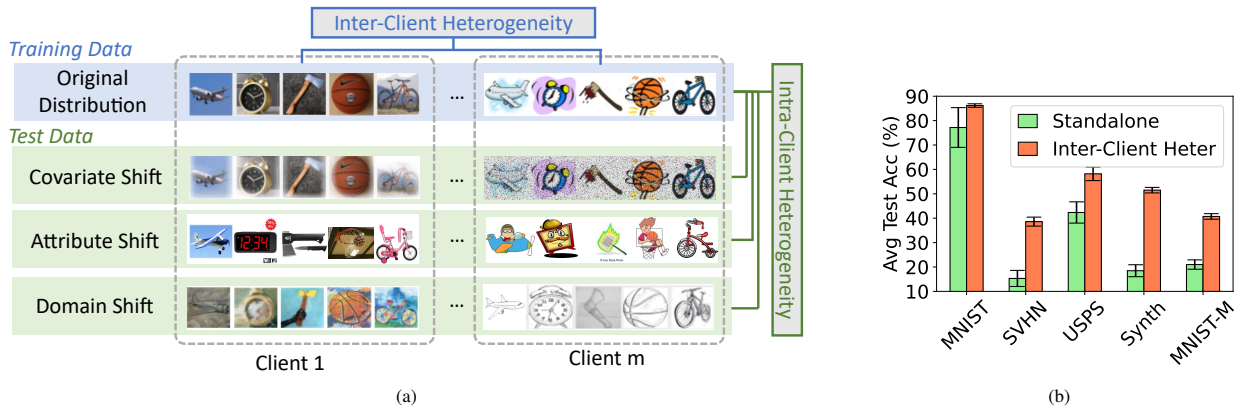 Inter-Client Heterogeneity
Training Data
Original
Distribution
...
Test Data
Covariate Shift
...
Attribute Shift
12:34
...
Domain Shift
...
Client 1
Client m
Intra-Client Heterogeneity
(a)
Avg Test Acc (%)
90
80
70
60
50
40
30
20
10
Standalone
Inter-Client Heter
MNIST
SVHN
USPS
Synth
MNIST-M
(b)